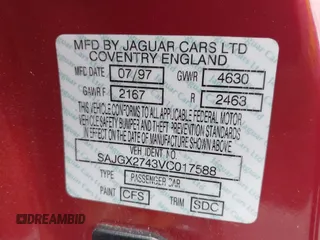 MFD BY JAGUAR CARS LTD
COVENTRY ENGLAND
MFD DATE 07/97 GVWR 4630
GAWR F 2167 R 2463
THIS VEHICLE CONFORMS TO ALL APPLICABLE FEDERAL MOTOR
VEHICLE SAFETY BUMPER AND THEFT PREVENTION STANDARDS
IN EFFECT ON THE DATE OF MANUFACTURE SHOWN ABOVE
VEH IDENT NO.
SAJGX2743VC017588
TYPE PASSENGER CAR
PAINT CFS TRIM SDC
DREAMBID